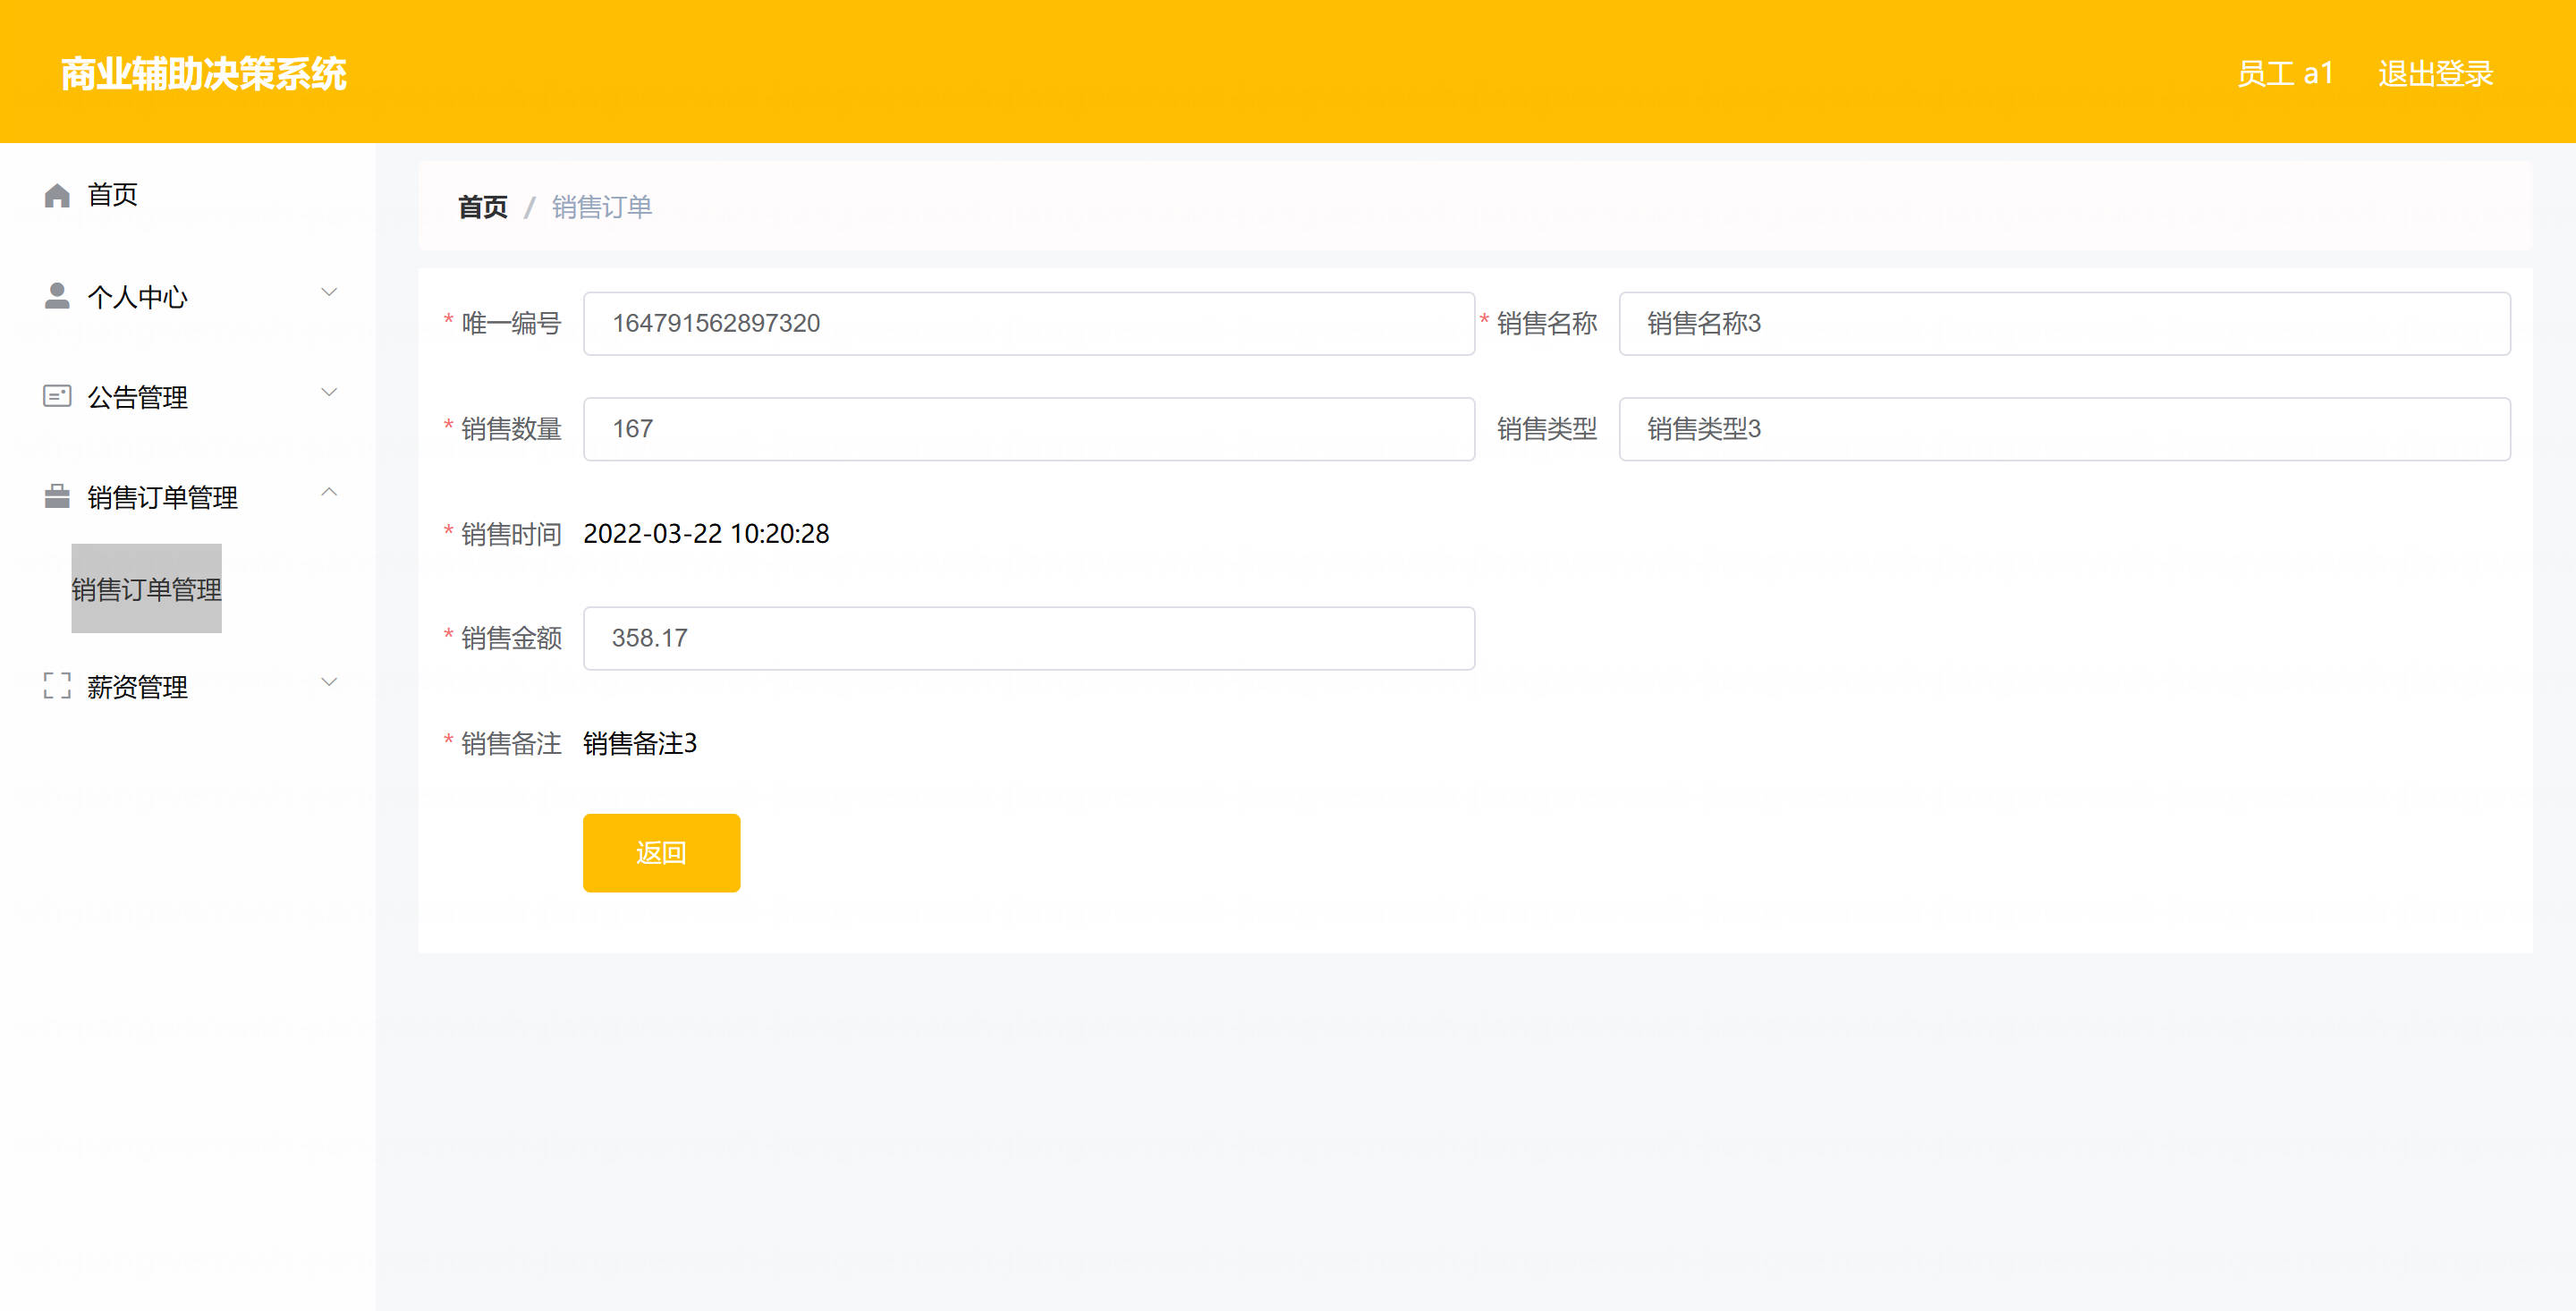 商业辅助决策系统
员工 a1 退出登录
首页
个人中心
公告管理
销售订单管理
销售订单管理
薪资管理
首页 / 销售订单
* 唯一编号 164791562897320 * 销售名称 销售名称3
* 销售数量 167 销售类型 销售类型3
* 销售时间 2022-03-22 10:20:28
* 销售金额 358.17
* 销售备注 销售备注3
返回